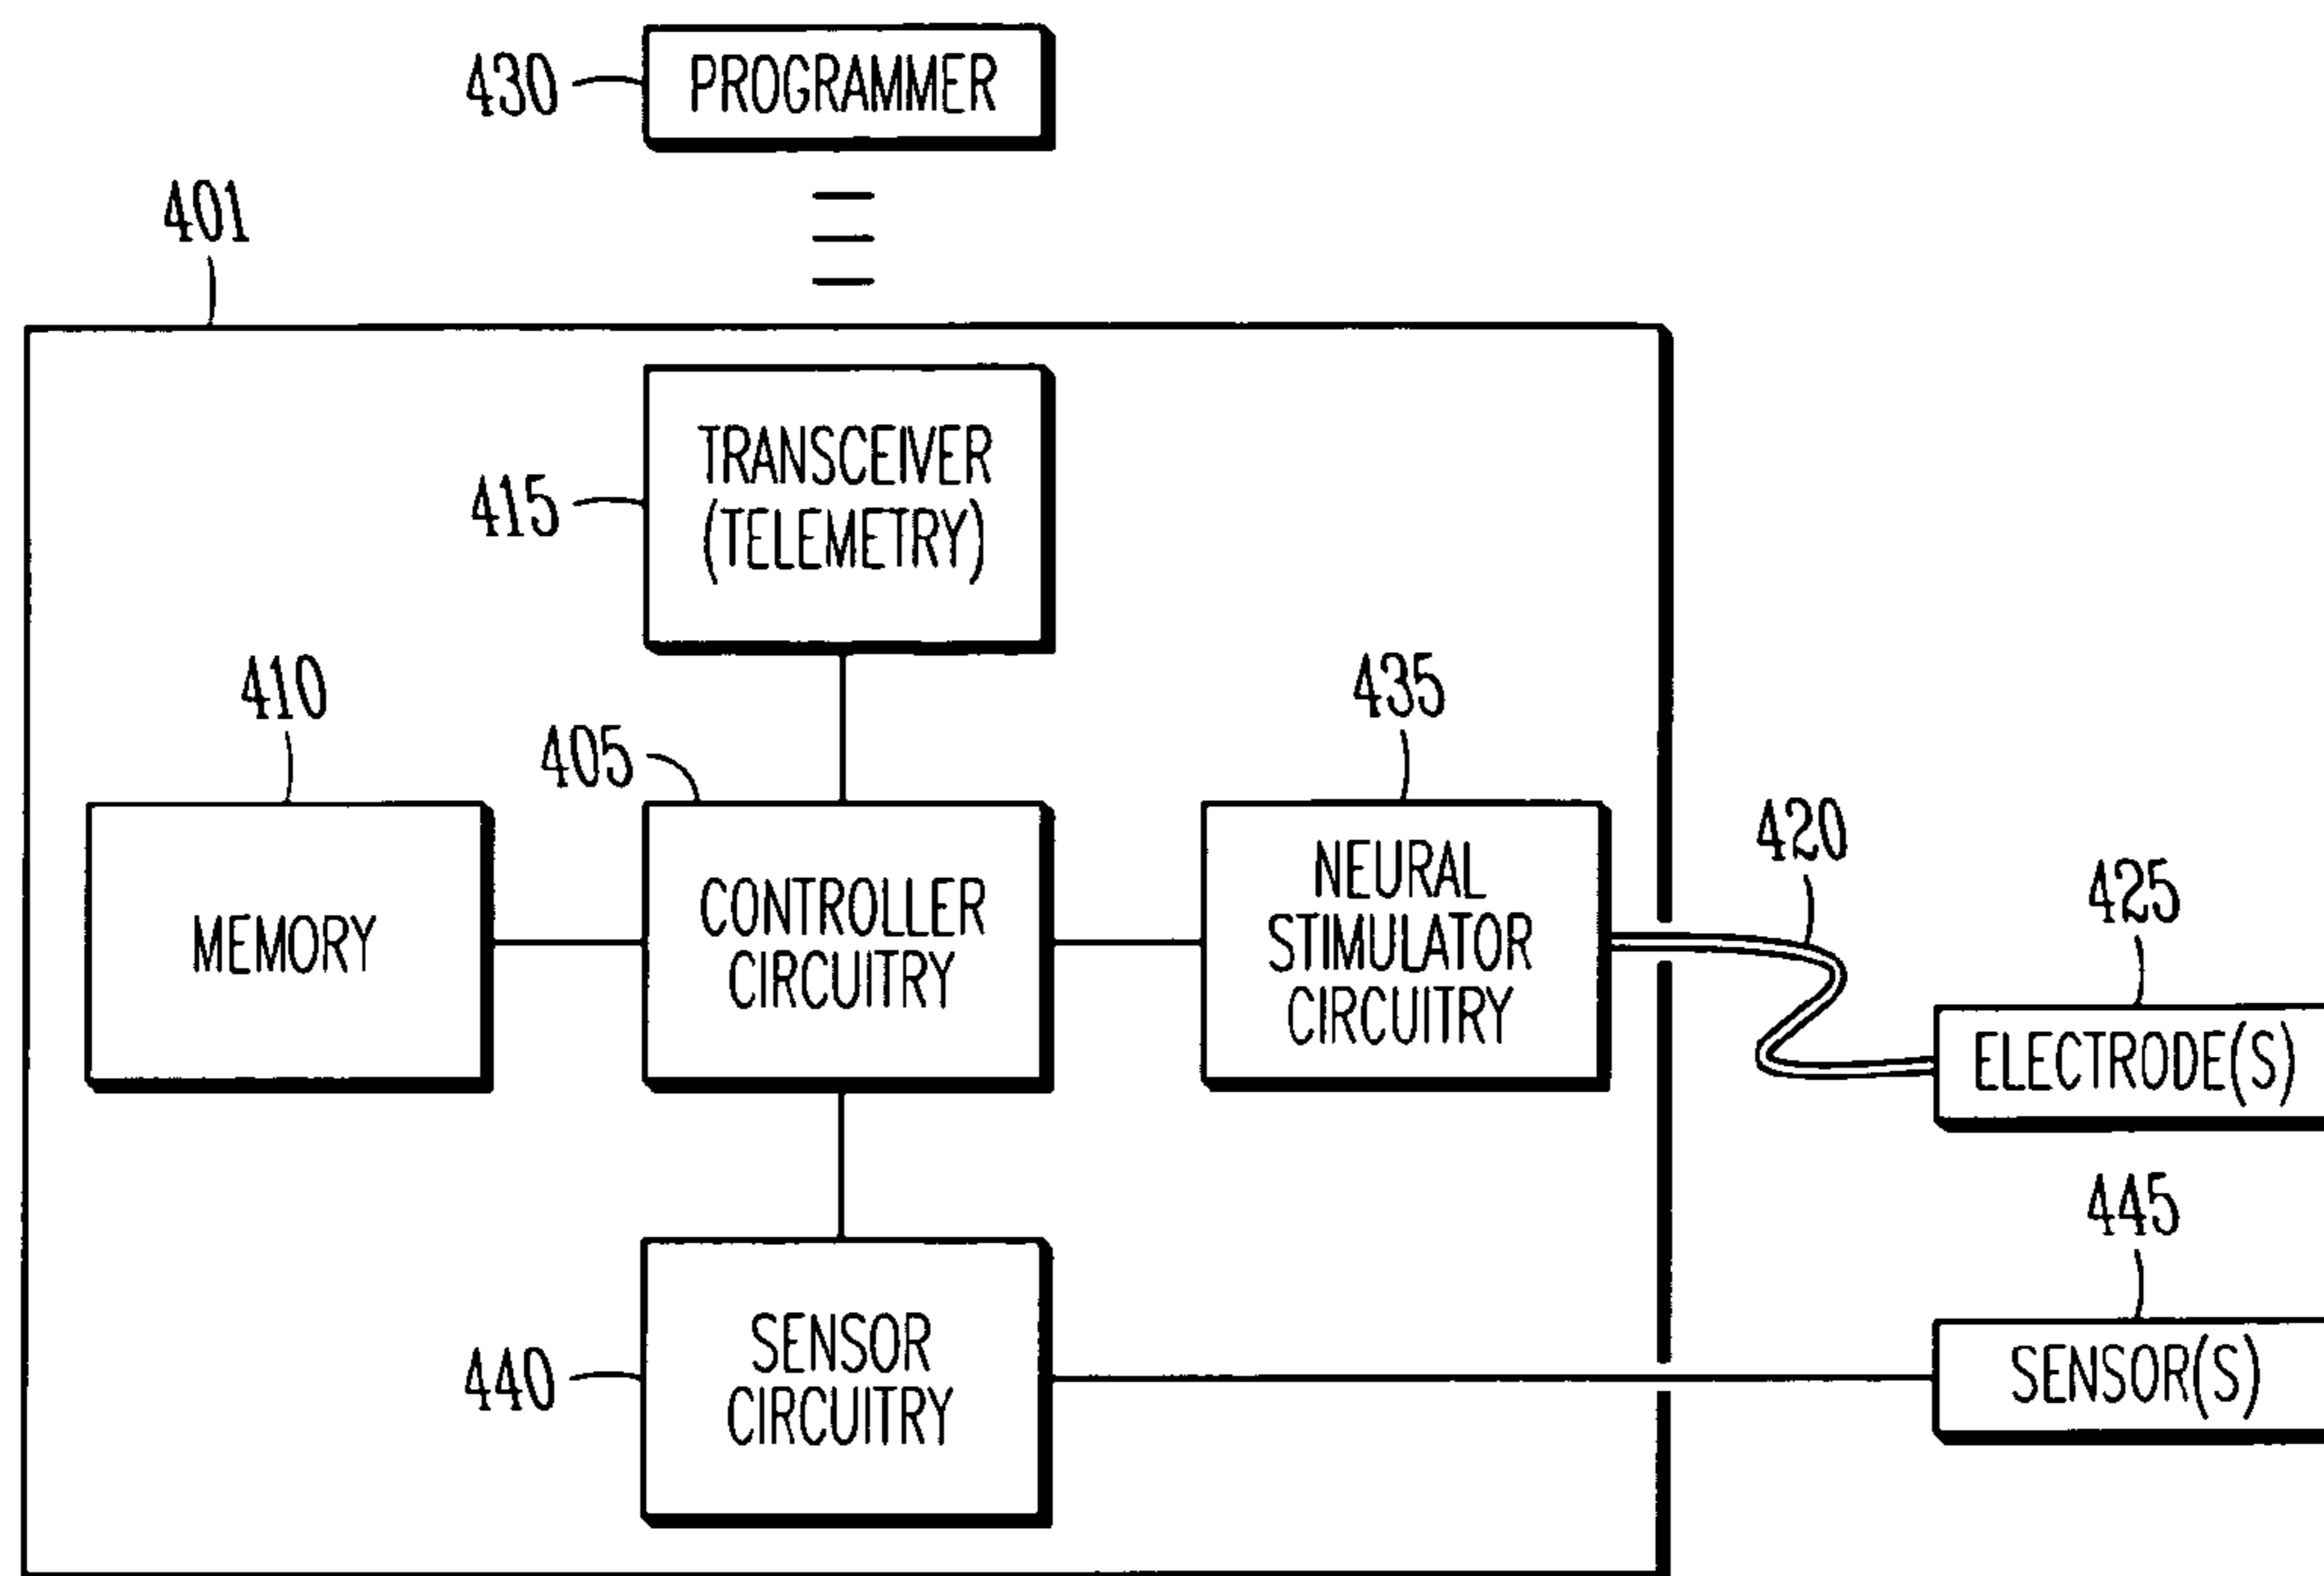 430
PROGRAMMER
401
415
TRANSCEIVER
(TELEMETRY)
410
405
435
MEMORY
CONTROLLER
CIRCUITRY
NEURAL
STIMULATOR
CIRCUITRY
420
425
ELECTRODE(S)
445
SENSOR(S)
440
SENSOR
CIRCUITRY